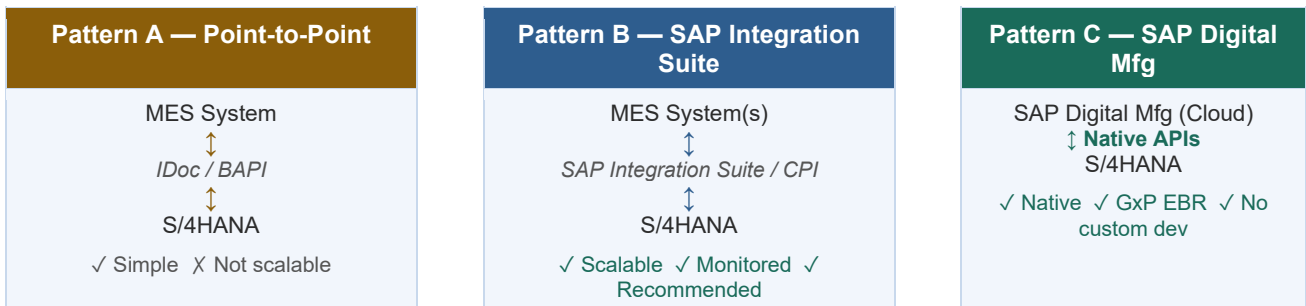 Pattern A — Point-to-Point
MES System
↕
IDoc / BAPI
↕
S/4HANA
✓ Simple ✗ Not scalable
Pattern B — SAP Integration
Suite
MES System(s)
↕
SAP Integration Suite / CPI
↕
S/4HANA
✓ Scalable ✓ Monitored ✓
Recommended
Pattern C — SAP Digital
Mfg
SAP Digital Mfg (Cloud)
↕ Native APIs
S/4HANA
✓ Native ✓ GxP EBR ✓ No
custom dev